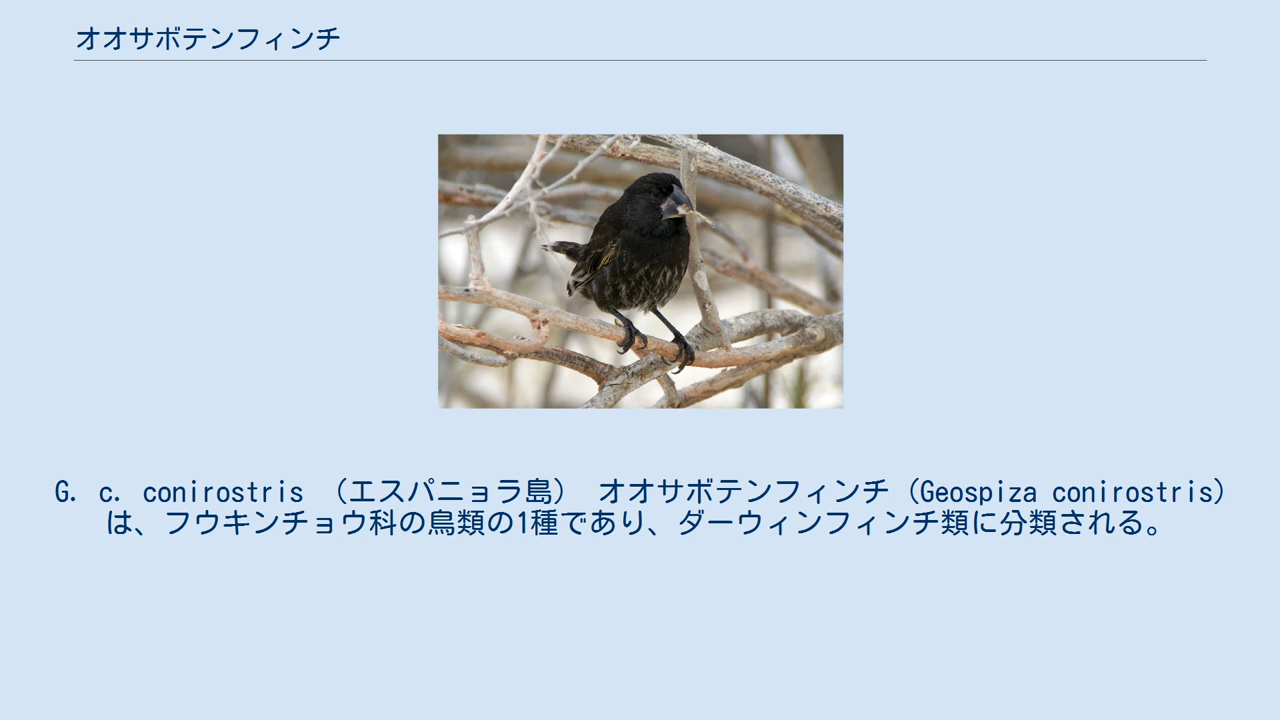 オオサボテンフィンチ
G. c. conirostris （エスパニョラ島） オオサボテンフィンチ（Geospiza conirostris）
は、フウキンチョウ科の鳥類の1種であり、ダーウィンフィンチ類に分類される。